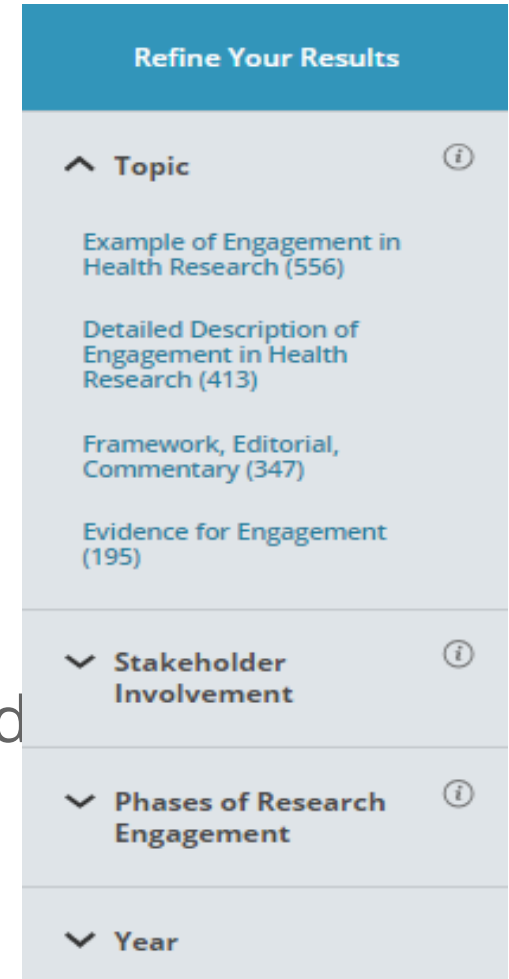 Refine Your Results
Topic
Example of Engagement in
Health Research (556)
Detailed Description of
Engagement in Health
Research (413)
Framework, Editorial,
Commentary (347)
Evidence for Engagement
(195)
Stakeholder
Involvement
d
Phases of Research
Engagement
Year